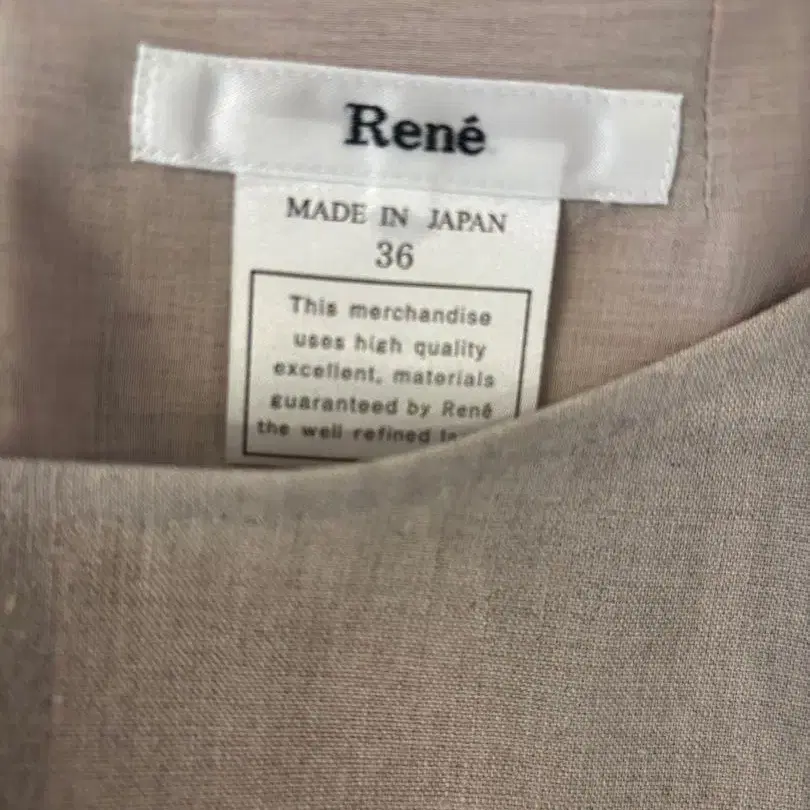 René
MADE IN JAPAN
36
This merchandise
uses high quality
excellent, materials
guaranteed by René
the well refined